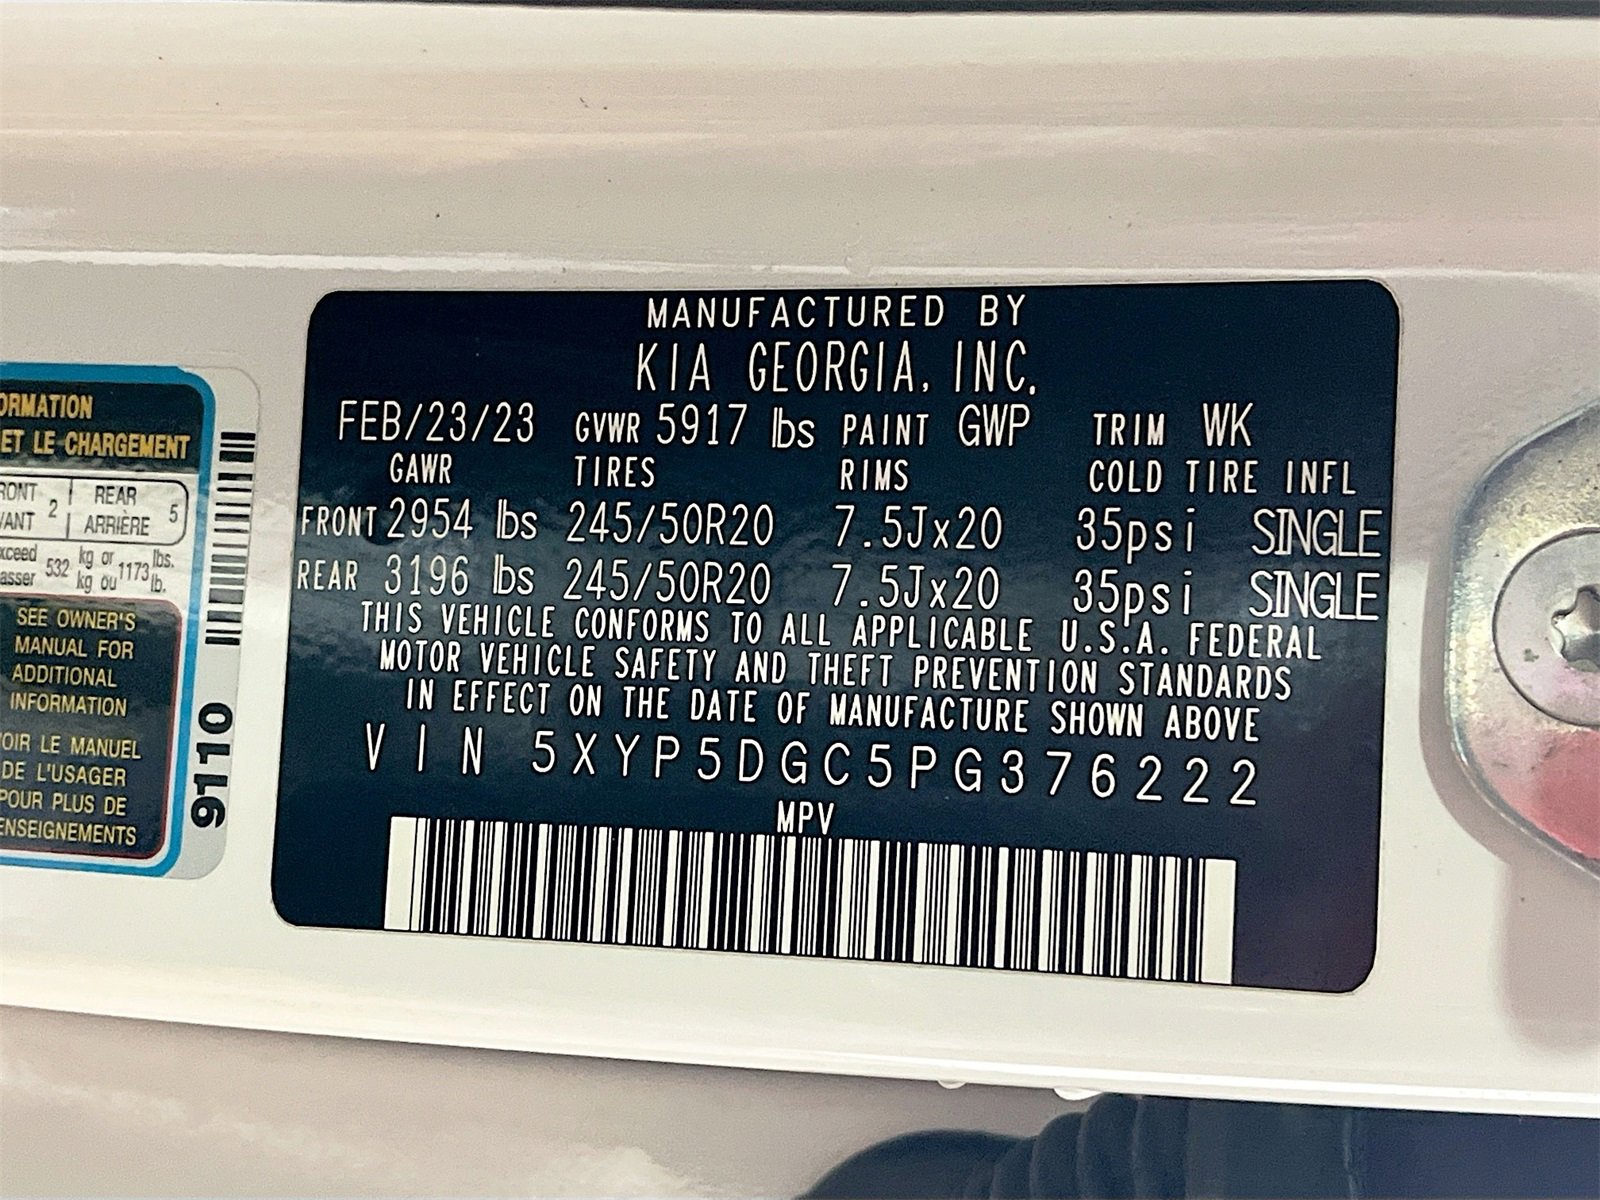 MANUFACTURED BY
KIA GEORGIA, INC.
FEB/23/23 GVWR 5917 lbs PAINT GWP TRIM WK
GAWR TIRES RIMS COLD TIRE INFL
FRONT 2954 lbs 245/50R20 7.5Jx20 35psi SINGLE
REAR 3196 lbs 245/50R20 7.5Jx20 35psi SINGLE
THIS VEHICLE CONFORMS TO ALL APPLICABLE U.S.A. FEDERAL
MOTOR VEHICLE SAFETY AND THEFT PREVENTION STANDARDS
IN EFFECT ON THE DATE OF MANUFACTURE SHOWN ABOVE
VIN 5XYP5DGC5PG376222
MPV
ORMATION
ET LE CHARGEMENT
RONT 2 REAR 5
VANT ARRIÈRE
xceed 532 kg or 1173 lbs.
asser kg ou lb.
SEE OWNER'S
MANUAL FOR
ADDITIONAL
INFORMATION
OIR LE MANUEL
DE L'USAGER
POUR PLUS DE
ENSEIGNEMENTS
9110